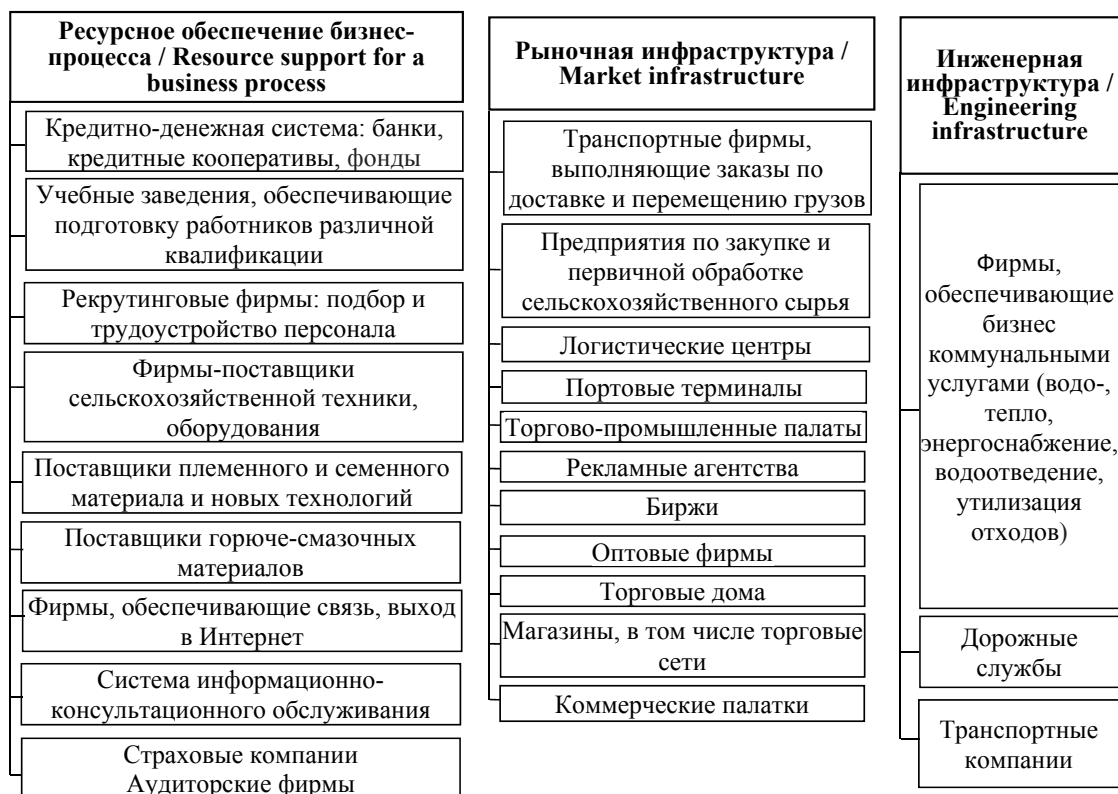 Ресурсное обеспечение бизнес-
процесса / Resource support for a
business process
Кредитно-денежная система: банки,
кредитные кооперативы, фонды
Учебные заведения, обеспечивающие
подготовку работников различной
квалификации
Рекрутинговые фирмы: подбор и
трудоустройство персонала
Фирмы-поставщики
сельскохозяйственной техники,
оборудования
Поставщики племенного и семенного
материала и новых технологий
Поставщики горюче-смазочных
материалов
Фирмы, обеспечивающие связь, выход
в Интернет
Система информационно-
консультационного обслуживания
Страховые компании
Аудиторские фирмы
Рыночная инфраструктура /
Market infrastructure
Транспортные фирмы,
выполняющие заказы по
доставке и перемещению грузов
Предприятия по закупке и
первичной обработке
сельскохозяйственного сырья
Логистические центры
Портовые терминалы
Торгово-промышленные палаты
Рекламные агентства
Биржи
Оптовые фирмы
Торговые дома
Магазины, в том числе торговые
сети
Коммерческие палатки
Инженерная
инфраструктура /
Engineering
infrastructure
Фирмы,
обеспечивающие
бизнес
коммунальными
услугами (водо-,
тепло,
энергоснабжение,
водоотведение,
утилизация
отходов)
Дорожные
службы
Транспортные
компании